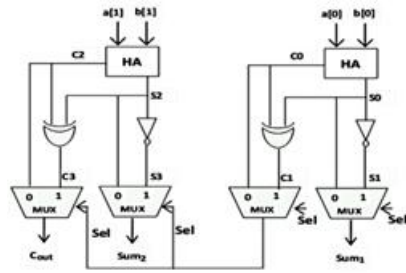 a[1] b[1] a[0] b[0]
C2 HA C0 HA
S2 S0
C3 S3 C1 S1
0 1 0 1 0 1 0 1
MUX MUX MUX MUX
Sel Sel Sel Sel
Cout Sum2 Sum1